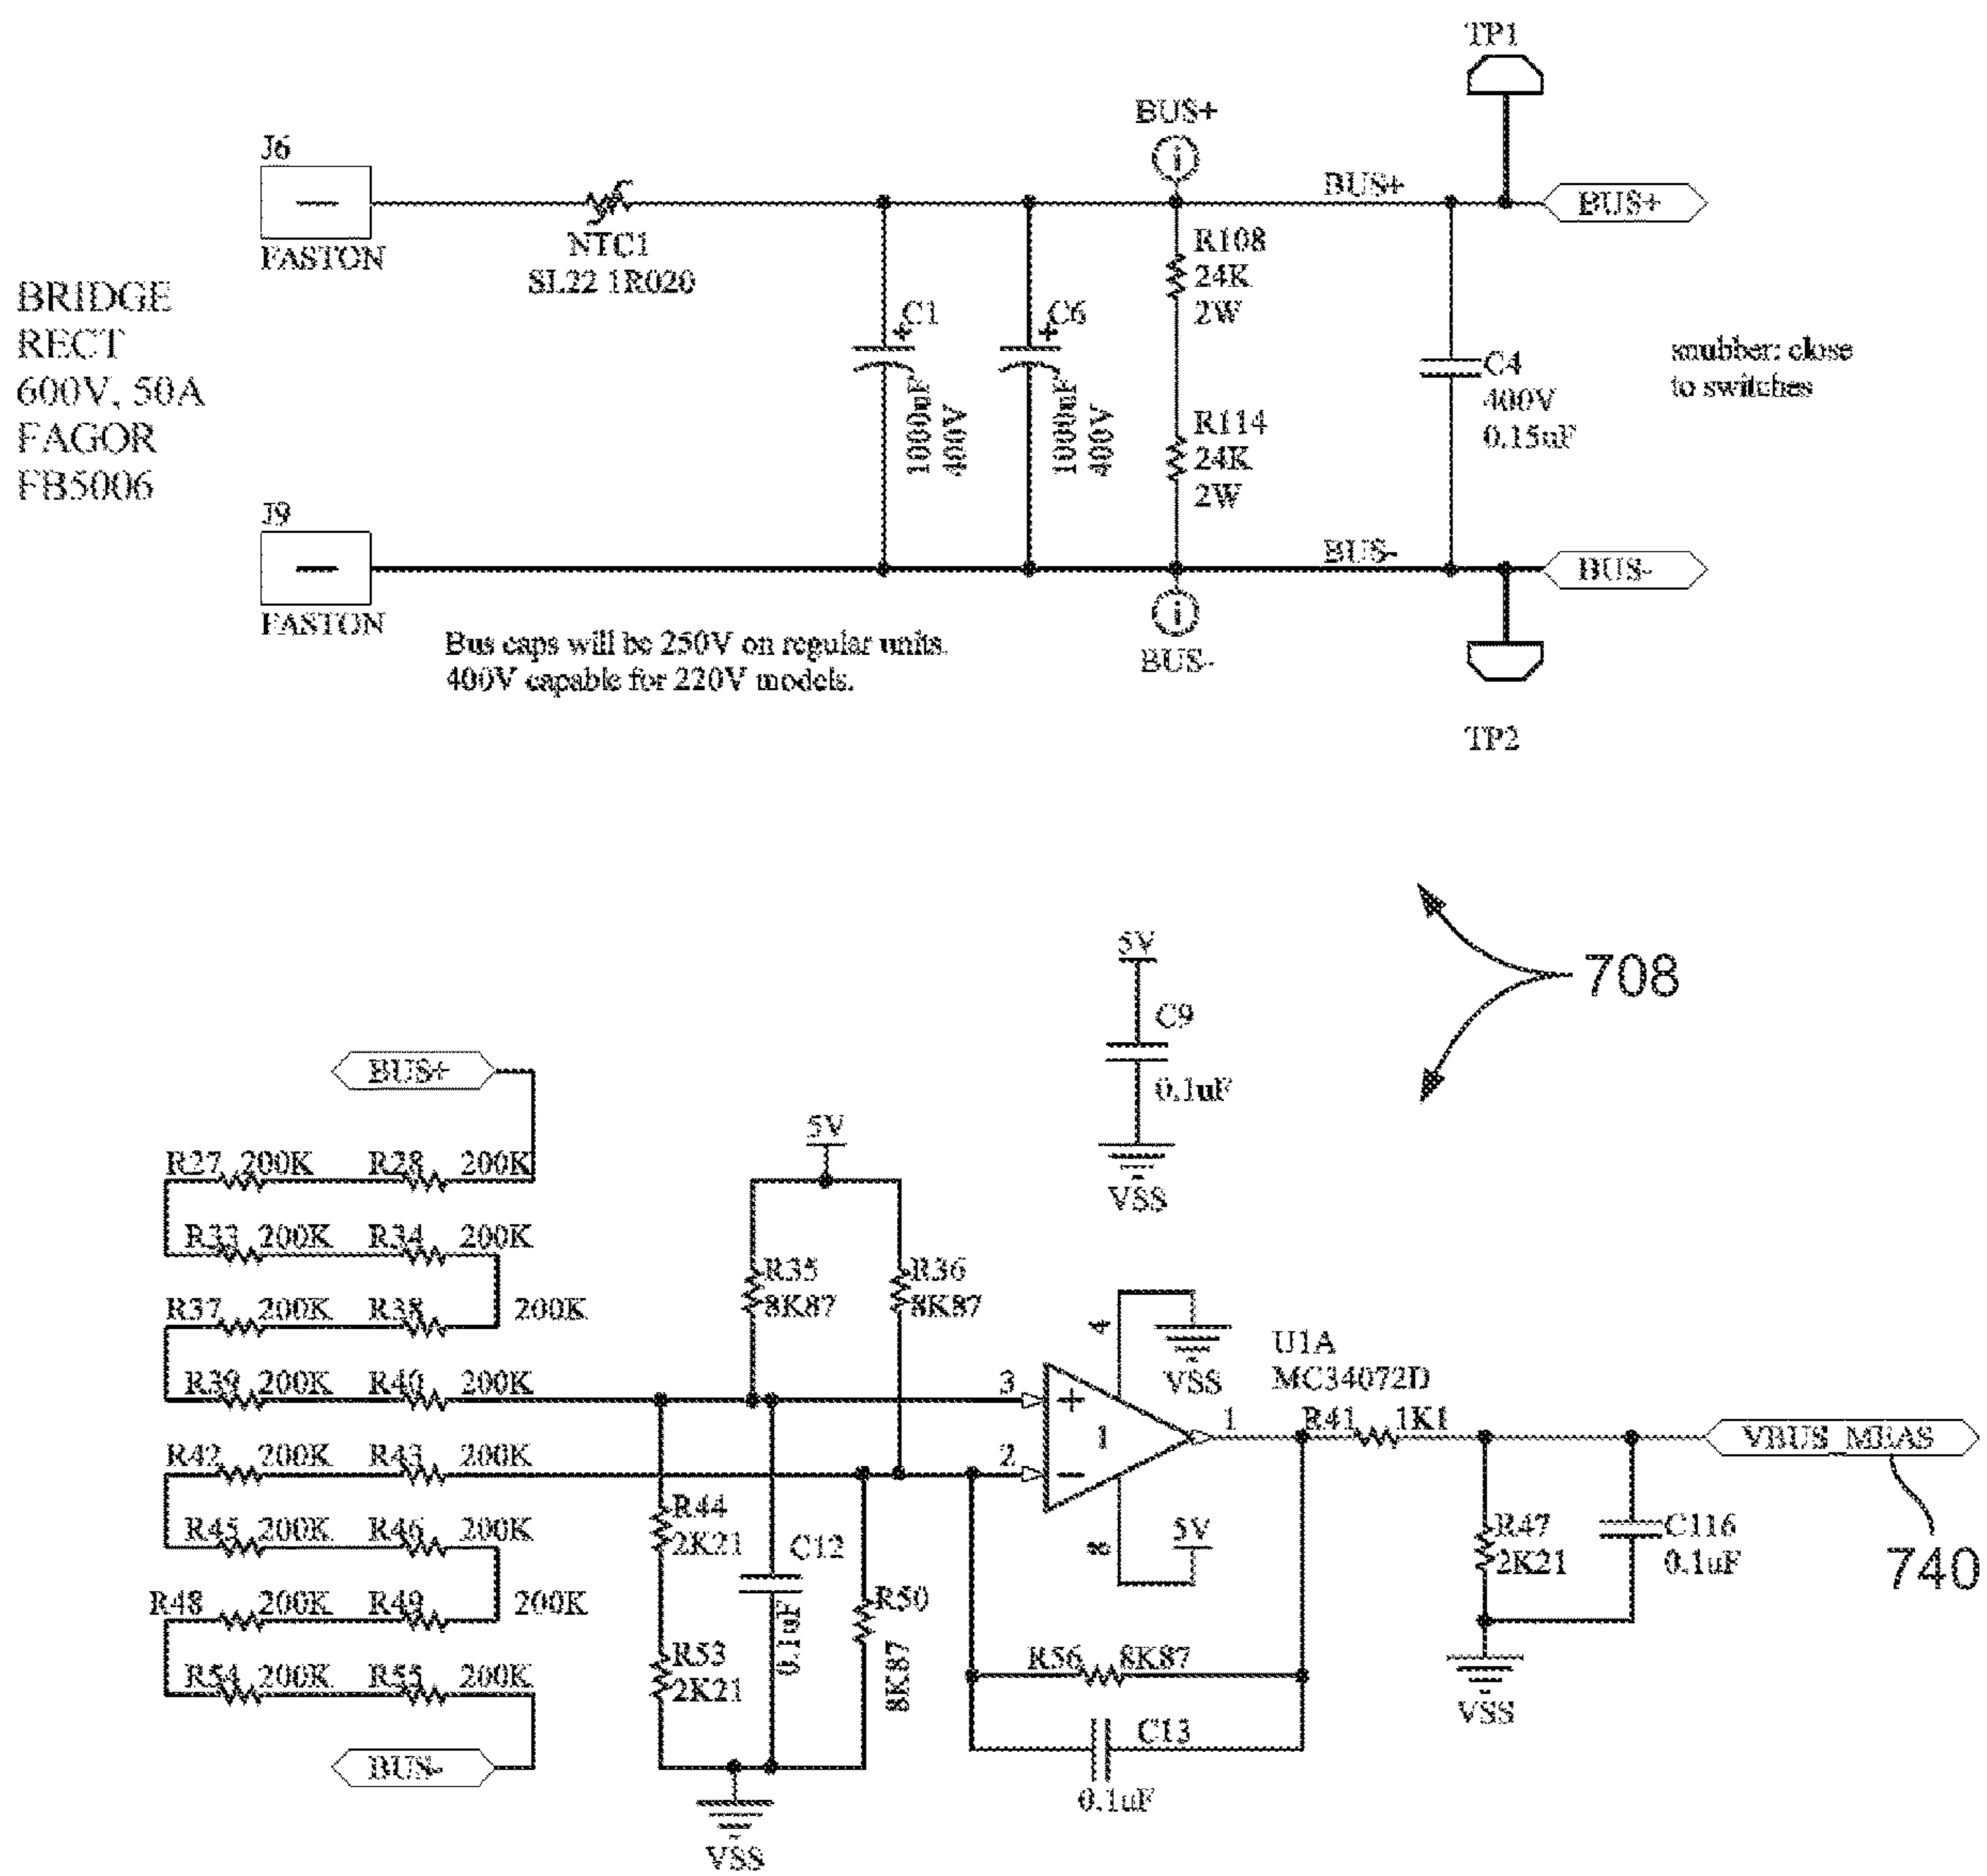 TP1
BUS+
J6
BUS+
BUS+
FASTON
NTC1
SL22 1R020
R108
24K
2W
BRIDGE
RECT
600V, 50A
FAGOR
FB5006
C1
1000uF
400V
C6
1000uF
400V
C4
400V
0.15uF
snubber: close
to switches
R114
24K
2W
J9
BUS-
BUS-
FASTON
Bus caps will be 250V on regular units.
400V capable for 220V models.
BUS-
TP2
708
5V
C9
0.1uF
VSS
BUS+
R27 200K R28 200K
R33 200K R34 200K
R37 200K R38 200K
R39 200K R40 200K
R42 200K R43 200K
R45 200K R46 200K
R48 200K R49 200K
R54 200K R55 200K
BUS-
5V
R35
8K87
R36
8K87
4
VSS
U1A
MC34072D
3
+
1
2
−
1
R41 1K1
VBUS_MEAS
740
8
5V
R44
2K21
C12
0.1uF
R50
8K87
R47
2K21
C116
0.1uF
VSS
R53
2K21
R56 8K87
C13
0.1uF
VSS